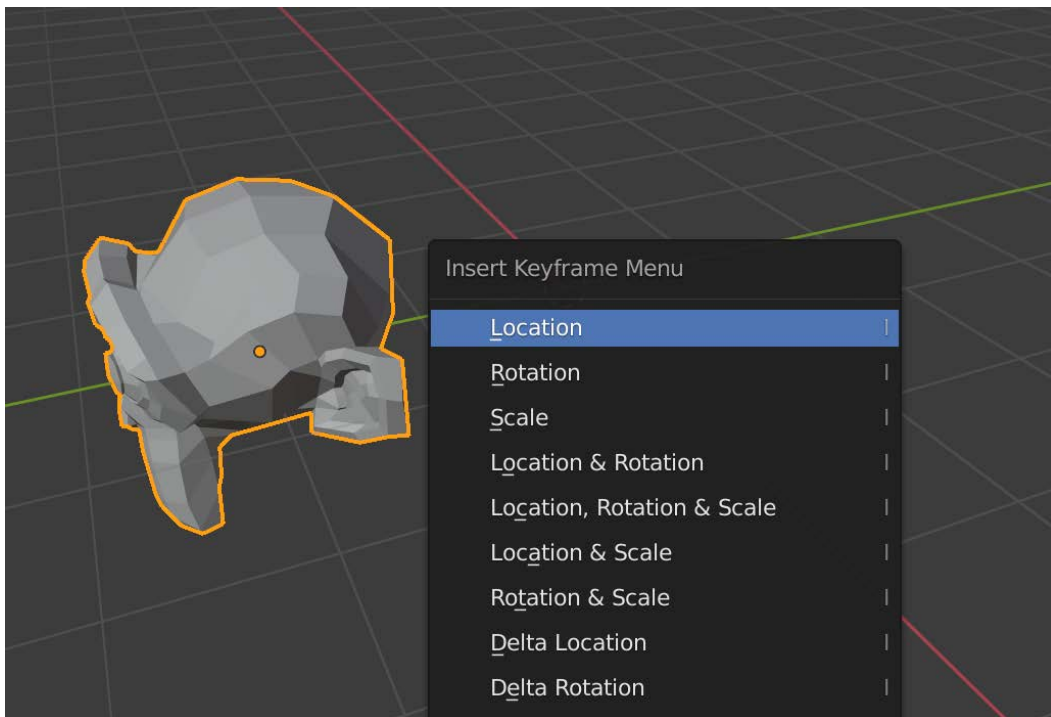 Insert Keyframe Menu
Location I
Rotation I
Scale I
Location & Rotation I
Location, Rotation & Scale I
Location & Scale I
Rotation & Scale I
Delta Location I
Delta Rotation I